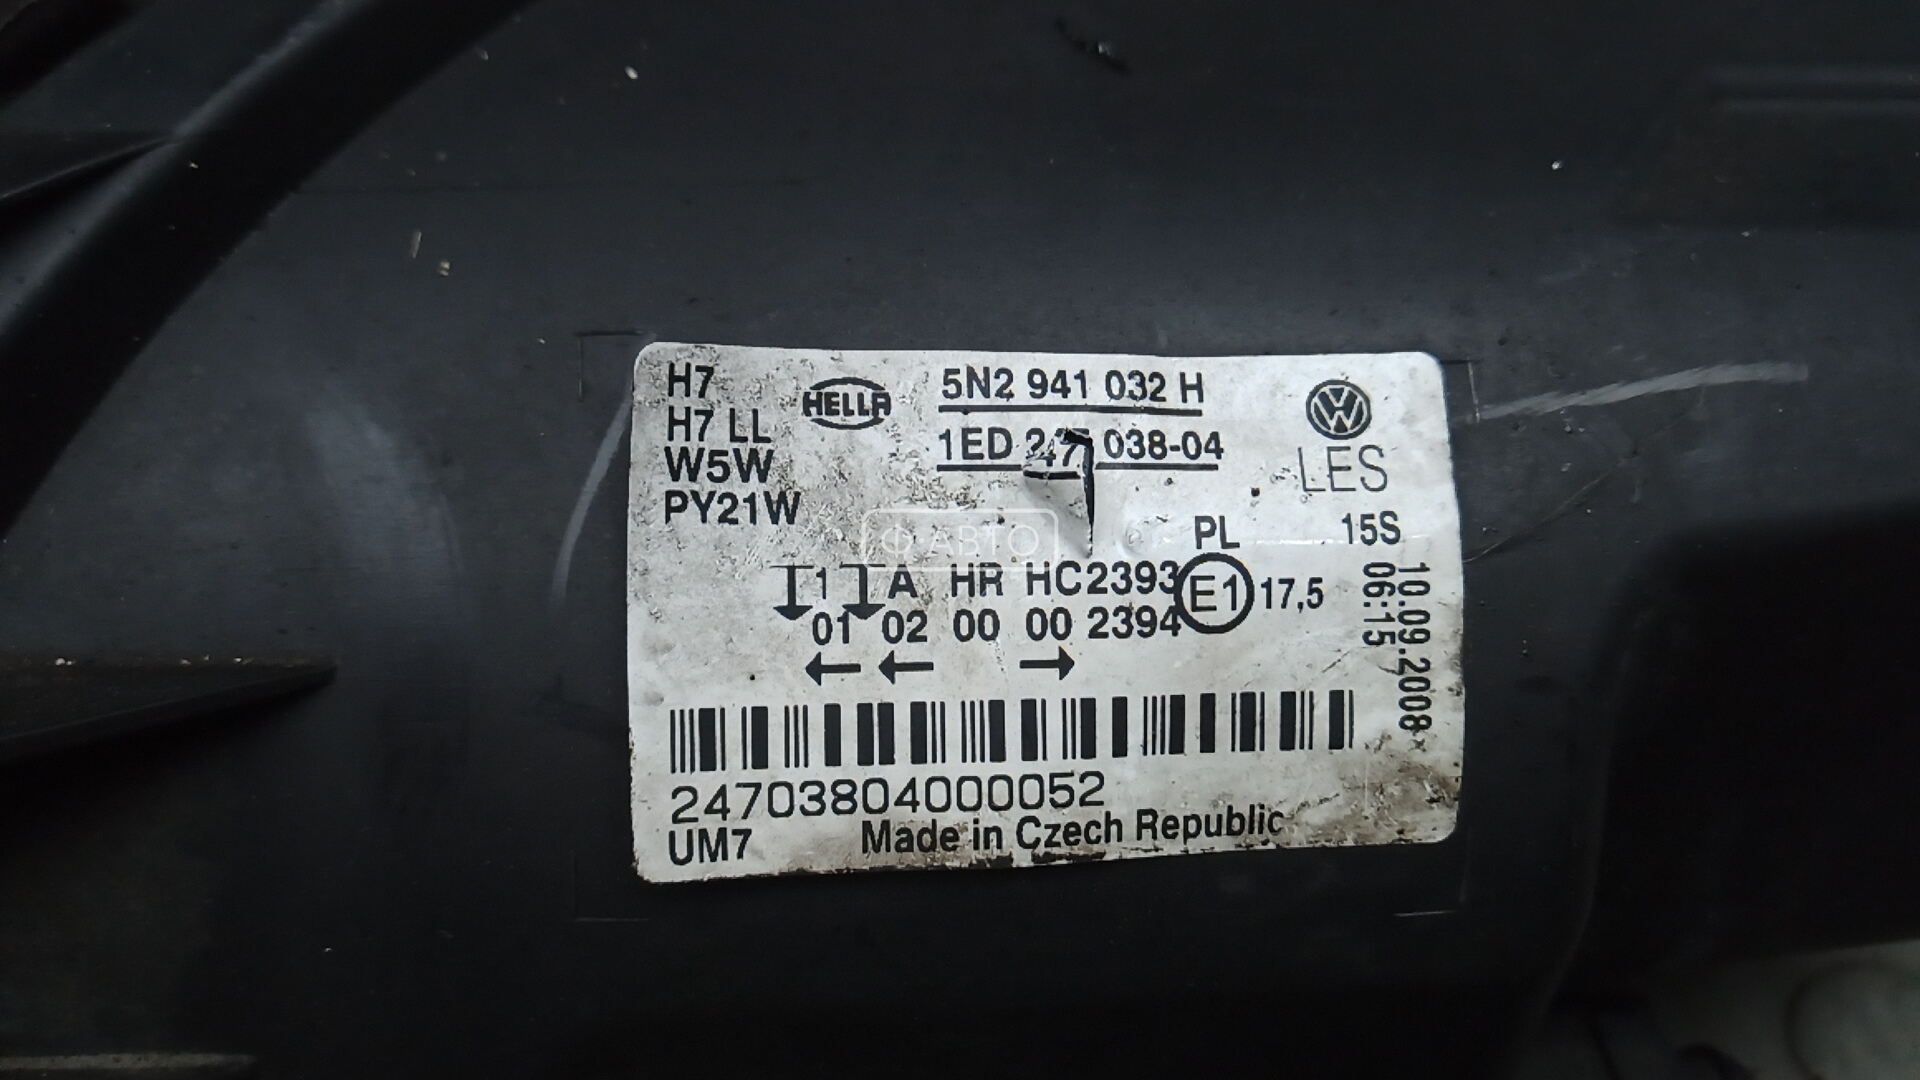 H7
H7 LL
W5W
PY21W
HELLA
5N2 941 032 H
1ED 247 038-04
LES
PL
15S
Ф-АВТО
1 A HR HC2393
E1 17,5
01 02 00 00 2394
← ← →
10.09.2008
06:15
24703804000052
UM7 Made in Czech Republic